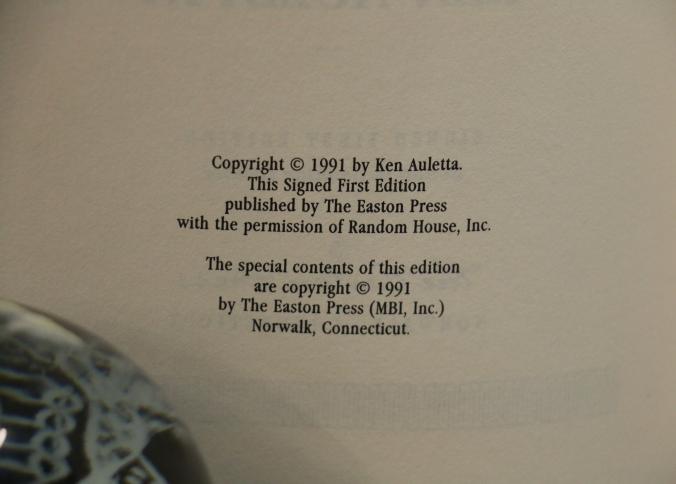 Copyright © 1991 by Ken Auletta.
This Signed First Edition
published by The Easton Press
with the permission of Random House, Inc.
The special contents of this edition
are copyright © 1991
by The Easton Press (MBI, Inc.)
Norwalk, Connecticut.